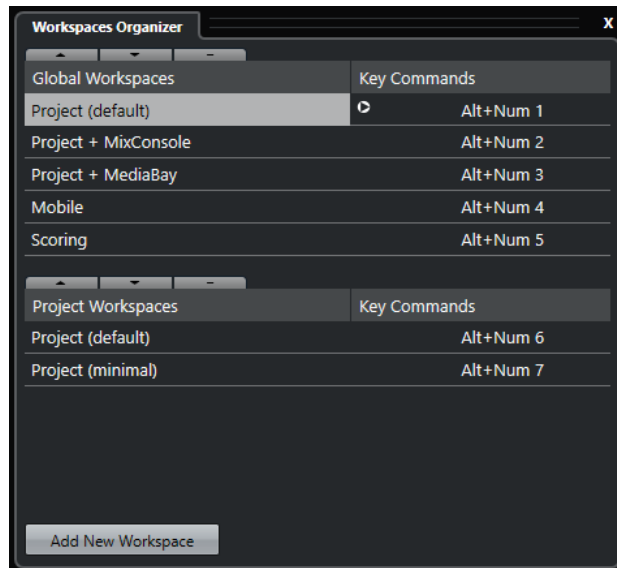 Workspaces Organizer X
Global Workspaces Key Commands
Project (default) Alt+Num 1
Project + MixConsole Alt+Num 2
Project + MediaBay Alt+Num 3
Mobile Alt+Num 4
Scoring Alt+Num 5
Project Workspaces Key Commands
Project (default) Alt+Num 6
Project (minimal) Alt+Num 7
Add New Workspace